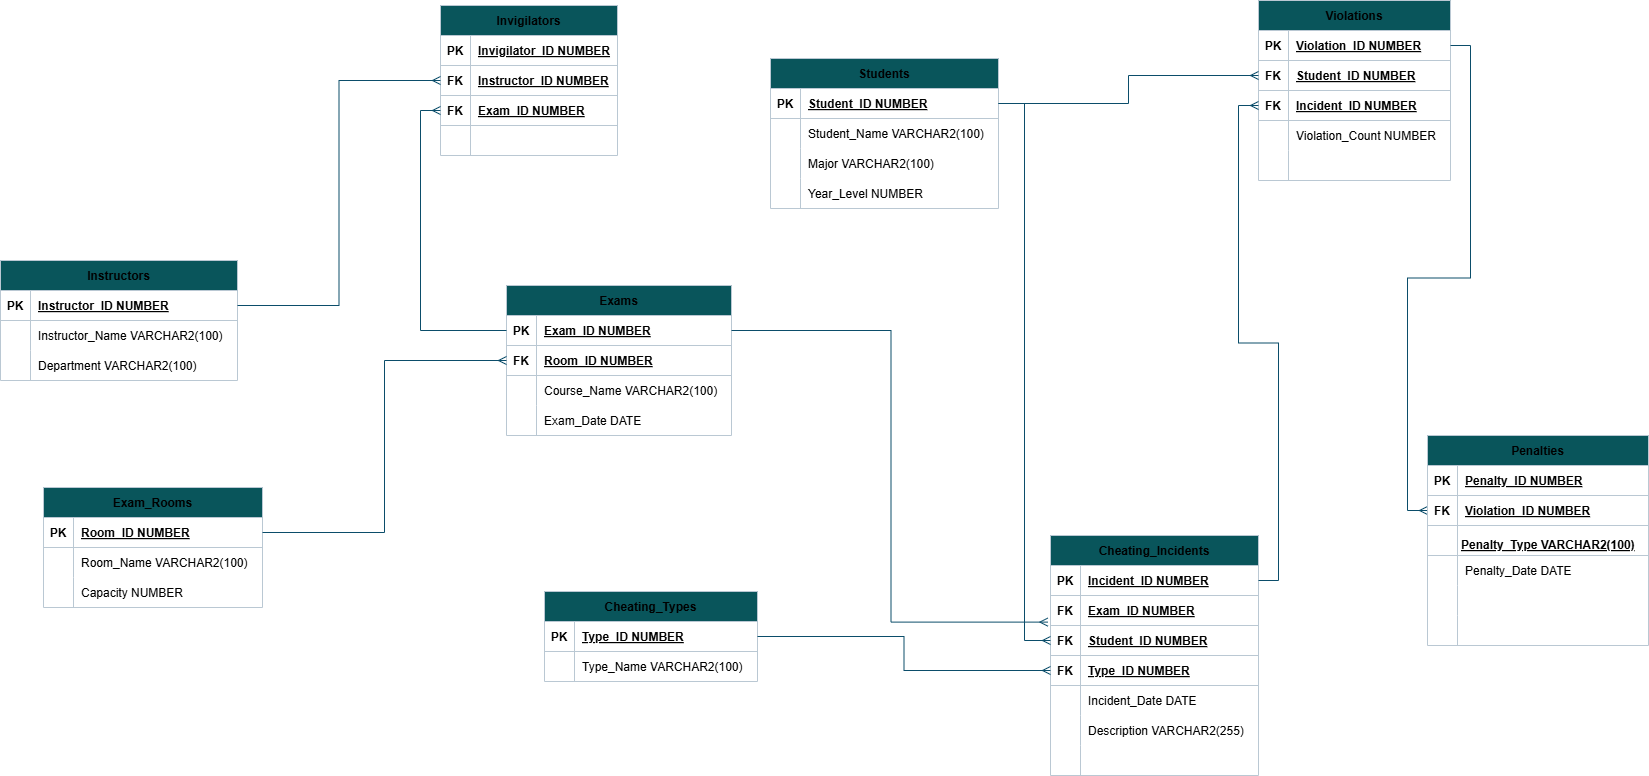 Invigilators
PK Invigilator_ID NUMBER
FK Instructor_ID NUMBER
FK Exam_ID NUMBER
Students
PK Student_ID NUMBER
Student_Name VARCHAR2(100)
Major VARCHAR2(100)
Year_Level NUMBER
Violations
PK Violation_ID NUMBER
FK Student_ID NUMBER
FK Incident_ID NUMBER
Violation_Count NUMBER
Instructors
PK Instructor_ID NUMBER
Instructor_Name VARCHAR2(100)
Department VARCHAR2(100)
Exams
PK Exam_ID NUMBER
FK Room_ID NUMBER
Course_Name VARCHAR2(100)
Exam_Date DATE
Penalties
PK Penalty_ID NUMBER
FK Violation_ID NUMBER
Penalty_Type VARCHAR2(100)
Penalty_Date DATE
Exam_Rooms
PK Room_ID NUMBER
Room_Name VARCHAR2(100)
Capacity NUMBER
Cheating_Types
PK Type_ID NUMBER
Type_Name VARCHAR2(100)
Cheating_Incidents
PK Incident_ID NUMBER
FK Exam_ID NUMBER
FK Student_ID NUMBER
FK Type_ID NUMBER
Incident_Date DATE
Description VARCHAR2(255)